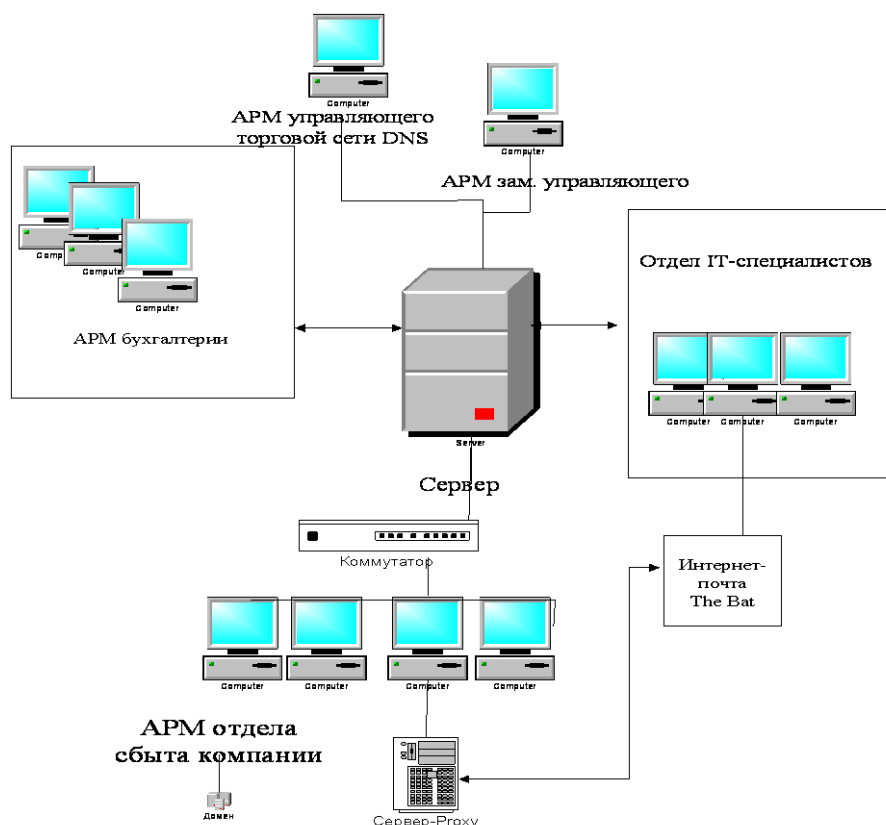 Computer
АРМ управляющего
торговой сети DNS
Computer
АРМ зам. управляющего
Comp
Computer
Computer
АРМ бухгалтерии
Отдел IT-специалистов
Computer
Computer
Computer
Server
Сервер
Коммутатор
Интернет-
почта
The Bat
Computer
Computer
Computer
Computer
АРМ отдела
сбыта компании
Домен
Сервер-Proxy